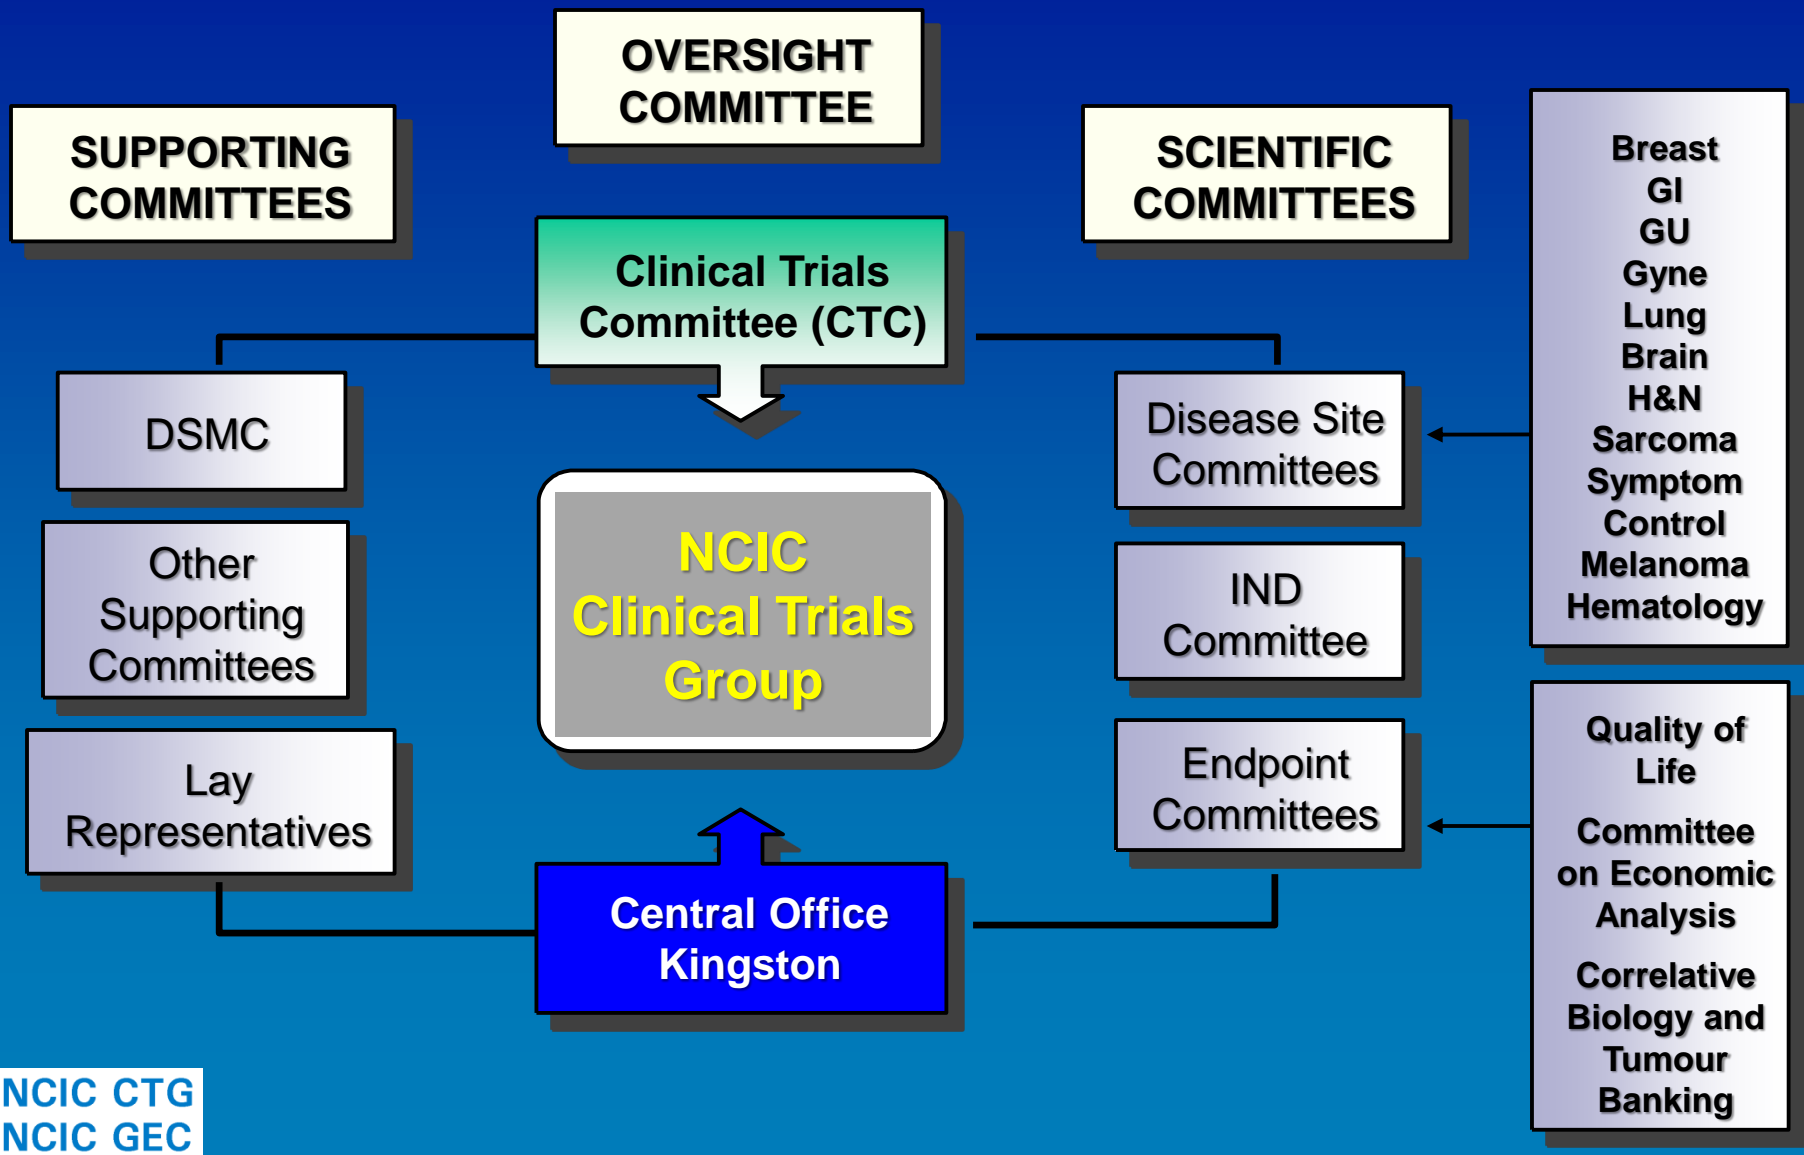 OVERSIGHT
COMMITTEE
SUPPORTING
COMMITTEES
SCIENTIFIC
COMMITTEES
Clinical Trials
Committee (CTC)
DSMC
Other
Supporting
Committees
Lay
Representatives
NCIC
Clinical Trials
Group
Central Office
Kingston
Disease Site
Committees
IND
Committee
Endpoint
Committees
Breast
GI
GU
Gyne
Lung
Brain
H&N
Sarcoma
Symptom
Control
Melanoma
Hematology
Quality of
Life
Committee
on Economic
Analysis
Correlative
Biology and
Tumour
Banking
NCIC CTG
NCIC GEC